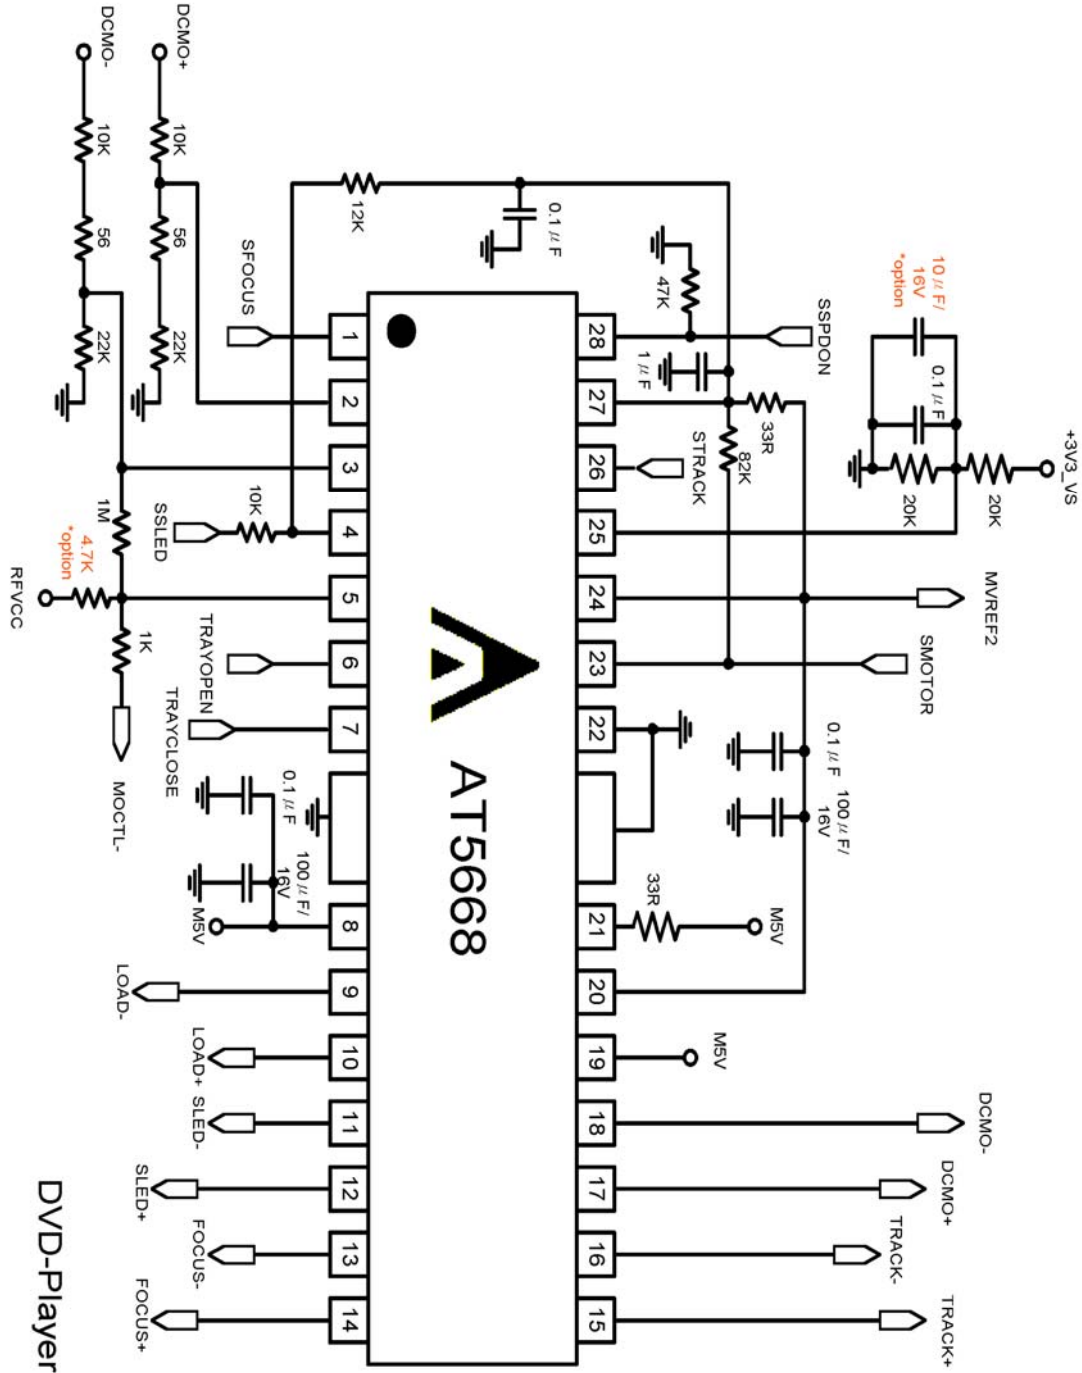 DCMO-
DCMO+
10K
10K
56
56
22K
22K
12K
0.1μF
SFOCUS
47K
SSPDON
1μF
33R
82K
STRACK
10μF/
16V
*option
0.1μF
+3V3_VS
20K
20K
MVREF2
SMOTOR
10K
SSLED
1M
4.7K
*option
RFVCC
1K
MOCTL-
TRAYOPEN
TRAYCLOSE
0.1μF
100μF/
16V
M5V
0.1μF
100μF/
16V
33R
M5V
M5V
LOAD-
LOAD+
SLED-
SLED+
FOCUS-
FOCUS+
DCMO-
DCMO+
TRACK-
TRACK+
1
2
3
4
5
6
7
8
9
10
11
12
13
14
28
27
26
25
24
23
22
21
20
19
18
17
16
15
AT5668
DVD-Player